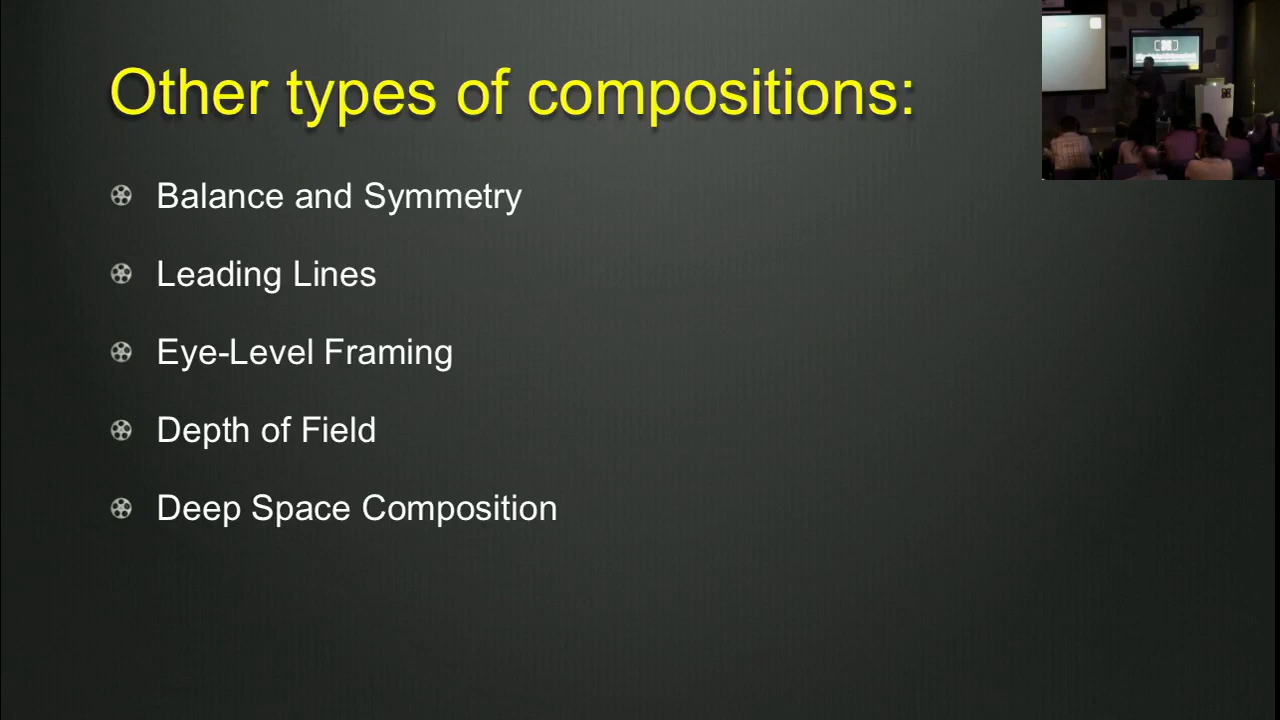 Other types of compositions:
Balance and Symmetry
Leading Lines
Eye-Level Framing
Depth of Field
Deep Space Composition